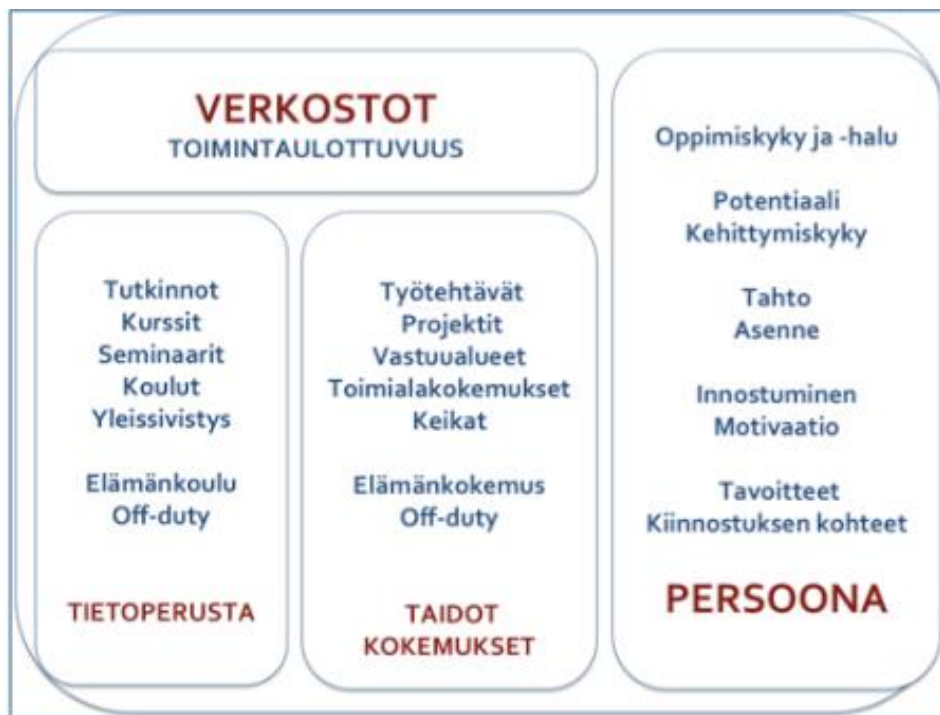 VERKOSTOT
TOIMINTAULOTTUVUUS
Tutkinnot
Kurssit
Seminaarit
Koulut
Yleissivistys
Elämänkoulu
Off-duty
TIETOPERUSTA
Työtehtävät
Projektit
Vastuualueet
Toimialakokemukset
Keikat
Elämänkokemus
Off-duty
TAIDOT
KOKEMUKSET
Oppimiskyky ja -halu
Potentiaali
Kehittymiskyky
Tahto
Asenne
Innostuminen
Motivaatio
Tavoitteet
Kiinnostuksen kohteet
PERSOONA